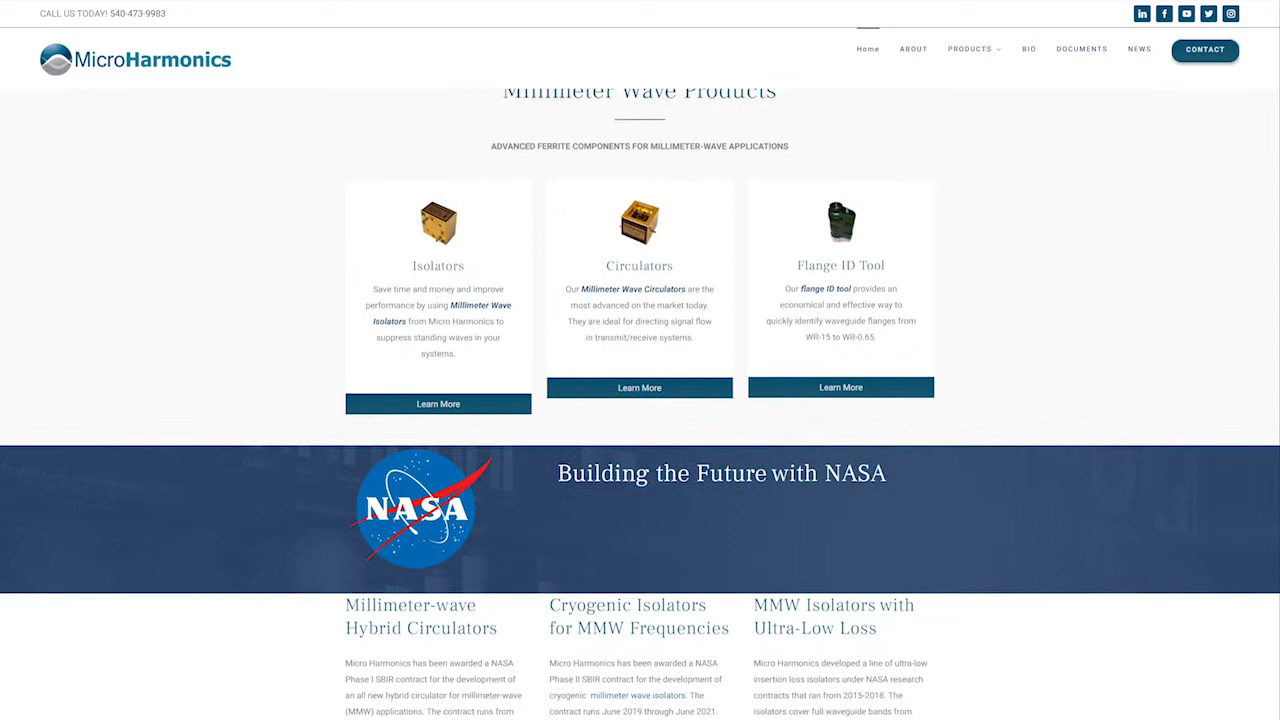 CALL US TODAY! 540-473-9983
MicroHarmonics
Home ABOUT PRODUCTS BIO DOCUMENTS NEWS CONTACT
Millimeter Wave Products
ADVANCED FERRITE COMPONENTS FOR MILLIMETER-WAVE APPLICATIONS
Isolators
Save time and money and improve
performance by using Millimeter Wave
Isolators from Micro Harmonics to
suppress standing waves in your
systems.
Learn More
Circulators
Our Millimeter Wave Circulators are the
most advanced on the market today.
They are ideal for directing signal flow
in transmit/receive systems.
Learn More
Flange ID Tool
Our flange ID tool provides an
economical and effective way to
quickly identify waveguide flanges from
WR-15 to WR-0.65.
Learn More
NASA
Building the Future with NASA
Millimeter-wave
Hybrid Circulators
Micro Harmonics has been awarded a NASA
Phase I SBIR contract for the development of
an all new hybrid circulator for millimeter-wave
(MMW) applications. The contract runs from
Cryogenic Isolators
for MMW Frequencies
Micro Harmonics has been awarded a NASA
Phase II SBIR contract for the development of
cryogenic millimeter wave isolators. The
contract runs June 2019 through June 2021.
MMW Isolators with
Ultra-Low Loss
Micro Harmonics developed a line of ultra-low
insertion loss isolators under NASA research
contracts that ran from 2015-2018. The
isolators cover full waveguide bands from